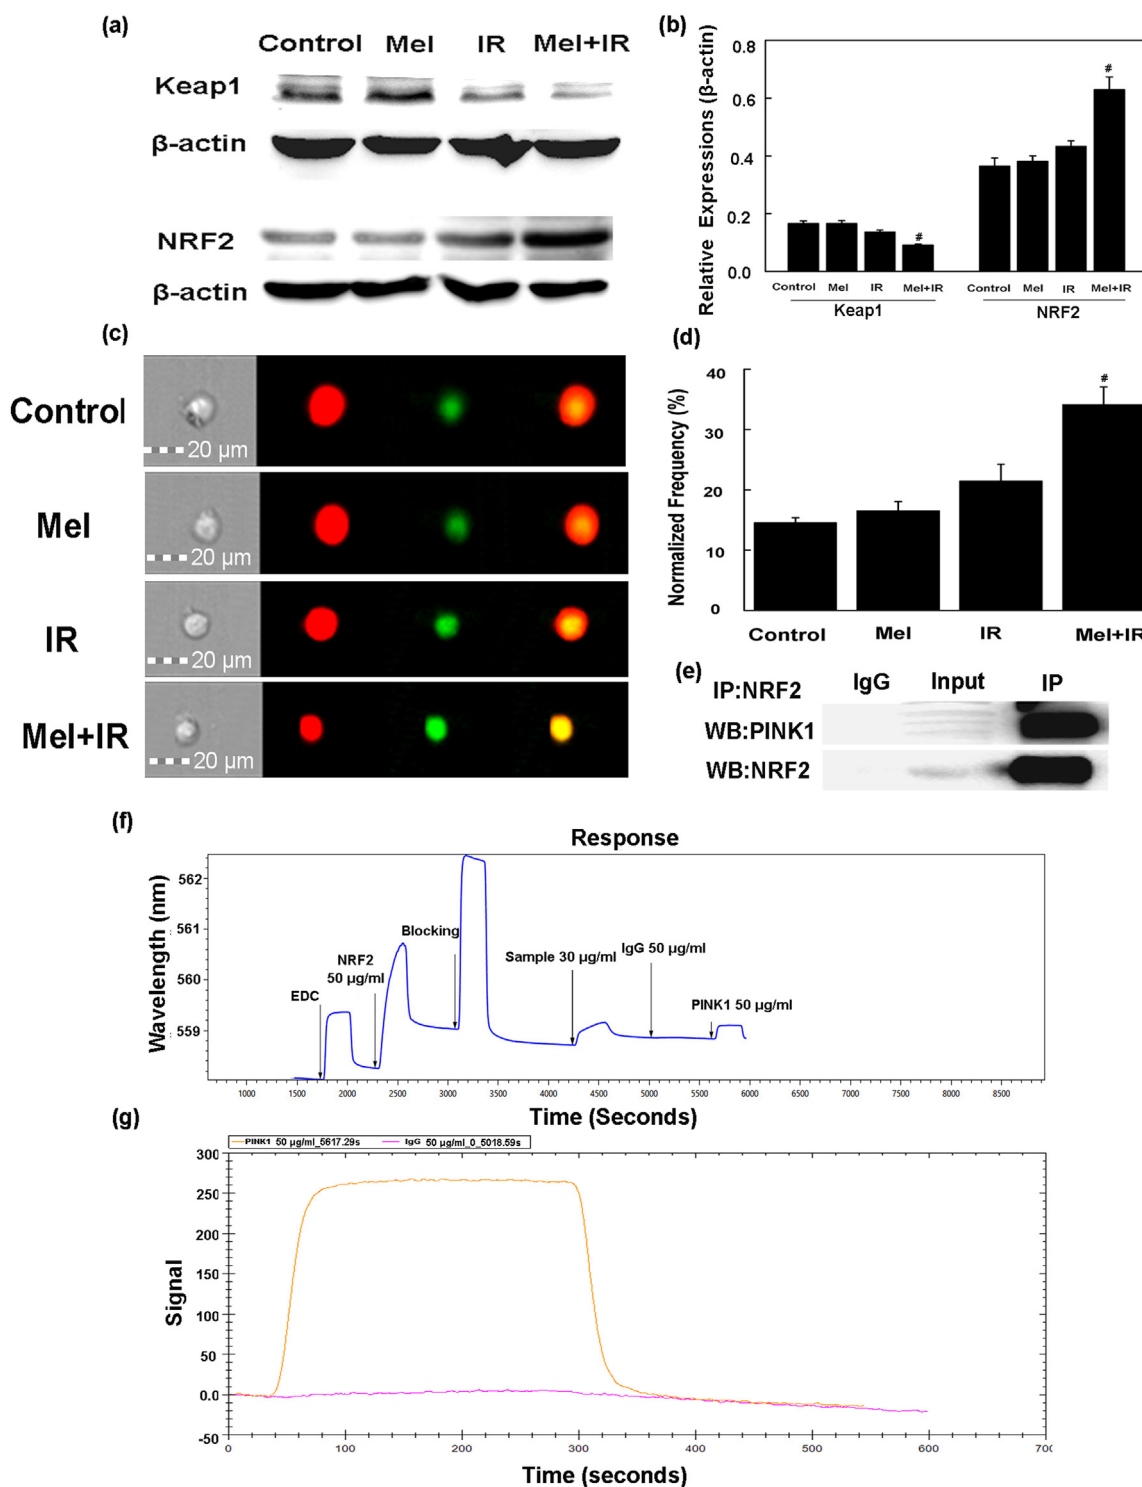 (a)
Control Mel IR Mel+IR
Keap1
β-actin
NRF2
β-actin
(b)
Relative Expressions (β-actin)
0.8
0.6
0.4
0.2
0.0
Control Mel IR Mel+IR Control Mel IR Mel+IR
Keap1 NRF2
# #
(c)
Control
20 µm
Mel
20 µm
IR
20 µm
Mel+IR
20 µm
(d)
Normalized Frequency (%)
40
30
20
10
0
#
Control Mel IR Mel+IR
(e)
IP:NRF2 IgG Input IP
WB:PINK1
WB:NRF2
(f)
Response
Wavelength (nm)
562
561
560
559
EDC
NRF2
50 µg/ml
Blocking
Sample 30 µg/ml
IgG 50 µg/ml
PINK1 50 µg/ml
1000 1500 2000 2500 3000 3500 4000 4500 5000 5500 6000 6500 7000 7500 8000 8500
Time (Seconds)
(g)
PINK1 50 µg/ml_5617.29s IgG 50 µg/ml_0_5018.59s
Signal
300
250
200
150
100
50
0.0
-50
0 100 200 300 400 500 600 700
Time (seconds)